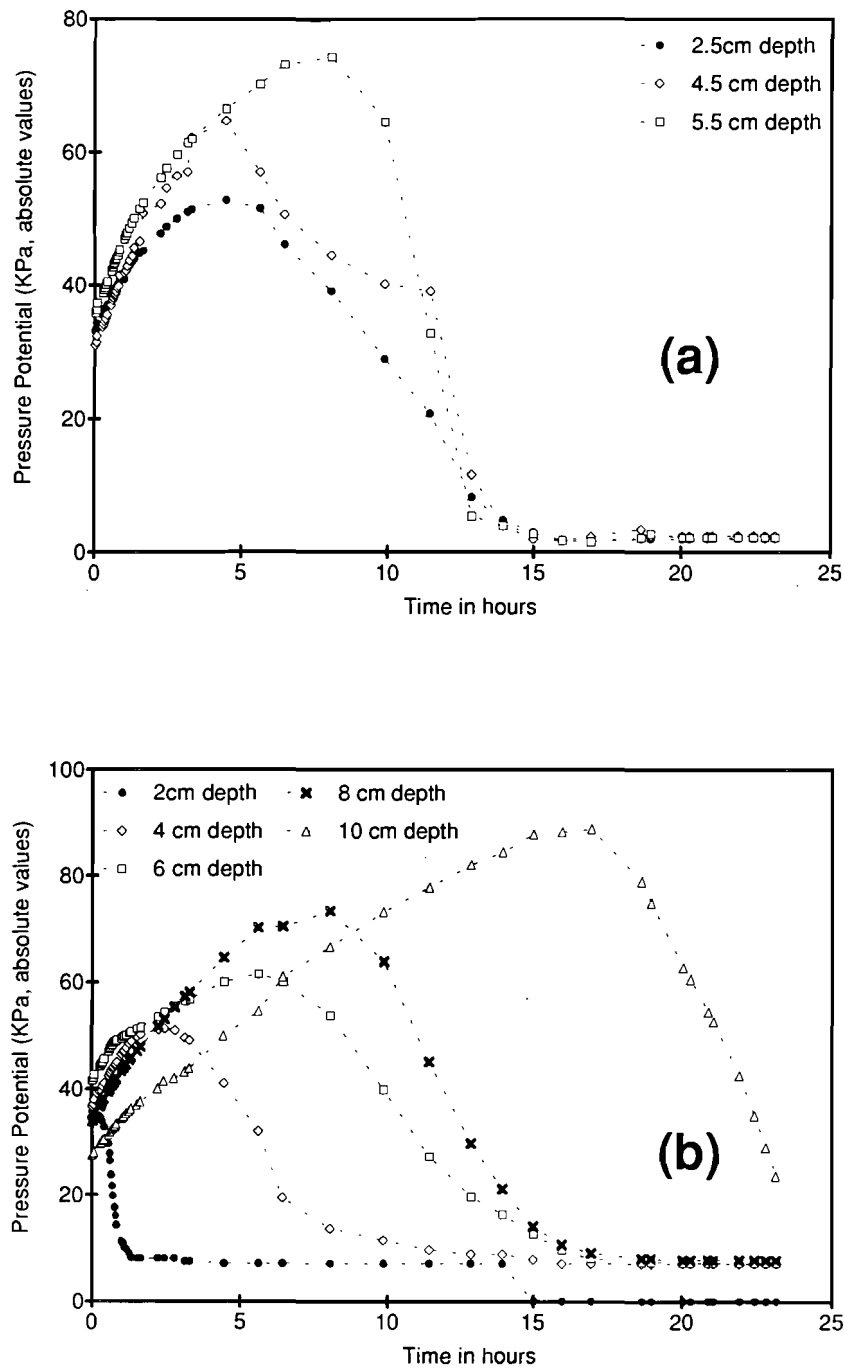 80
60
40
20
0
Pressure Potential (KPa, absolute values)
2.5cm depth
4.5 cm depth
5.5 cm depth
(a)
0 5 10 15 20 25
Time in hours
100
80
60
40
20
0
Pressure Potential (KPa, absolute values)
2cm depth 8 cm depth
4 cm depth 10 cm depth
6 cm depth
(b)
0 5 10 15 20 25
Time in hours